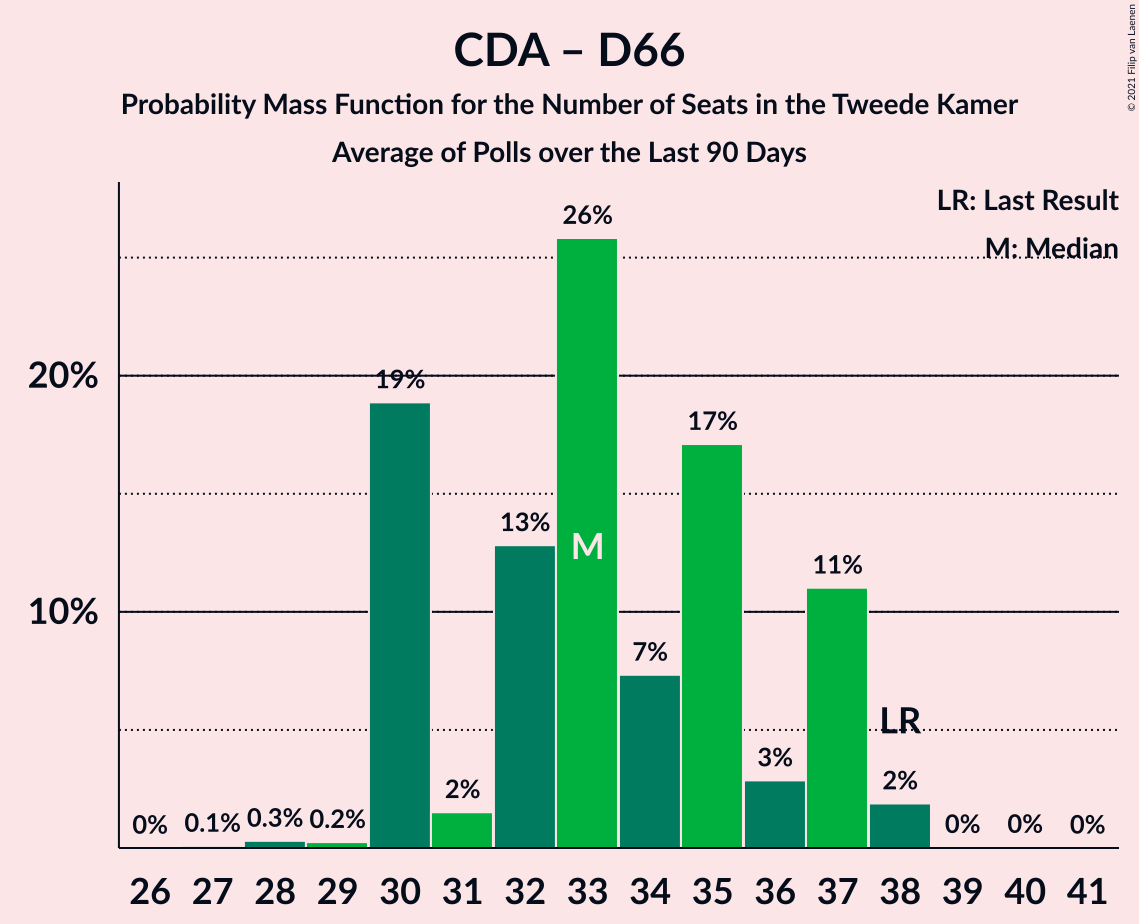 CDA – D66
Probability Mass Function for the Number of Seats in the Tweede Kamer
Average of Polls over the Last 90 Days
© 2021 Filip van Laenen
LR: Last Result
M: Median
26%
20%
19%
17%
13%
M
11%
10%
7%
LR
3%
2%
2%
0%
0.1%
0.3%
0.2%
0%
0%
0%
26 27 28 29 30 31 32 33 34 35 36 37 38 39 40 41